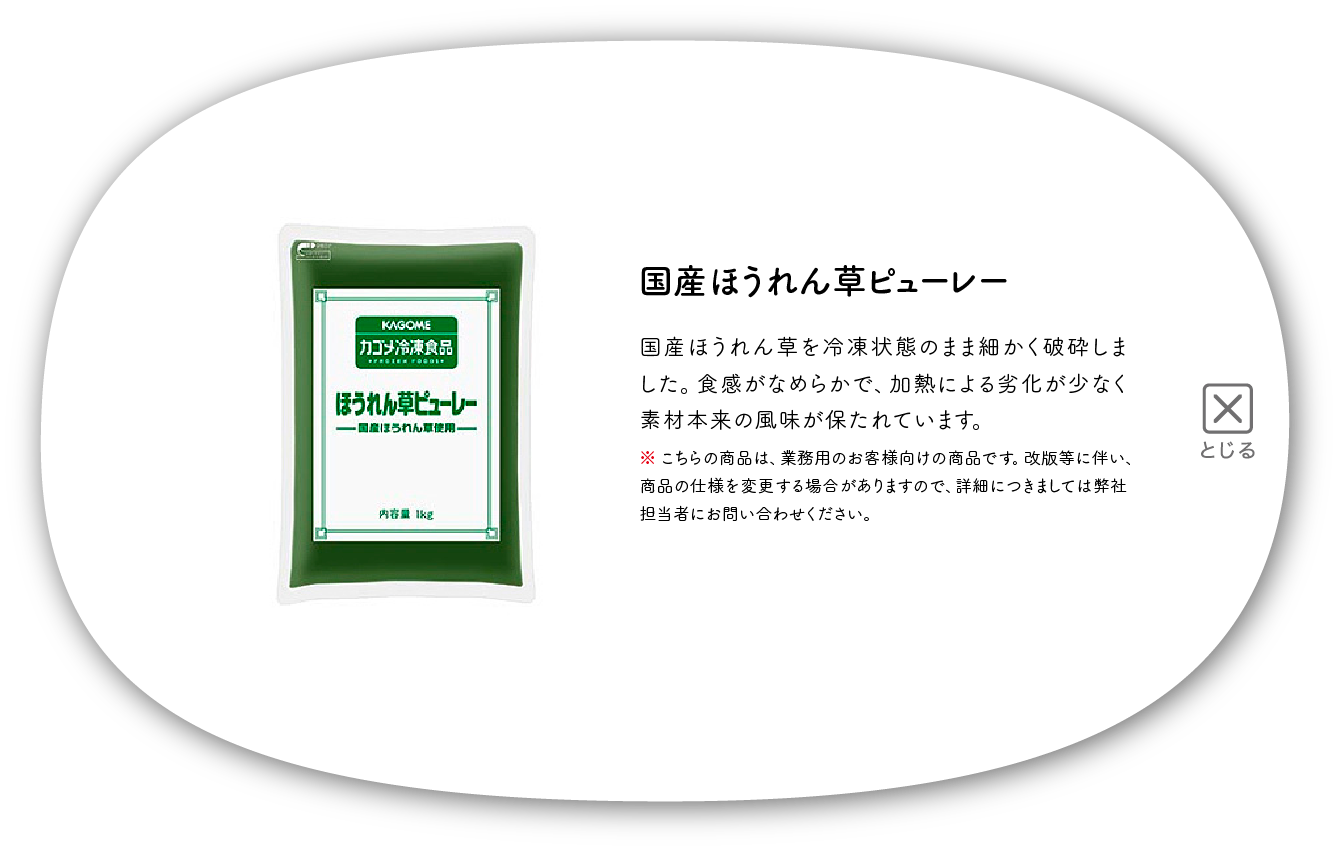 KAGOME
カゴメ冷凍食品
FROZEN FOODS
ほうれん草ピューレー
国産ほうれん草使用
内容量 1kg
国産ほうれん草ピューレー
国産ほうれん草を冷凍状態のまま細かく破砕しま
した。食感がなめらかで、加熱による劣化が少なく
素材本来の風味が保たれています。
※ こちらの商品は、業務用のお客様向けの商品です。改版等に伴い、
商品の仕様を変更する場合がありますので、詳細につきましては弊社
担当者にお問い合わせください。
とじる